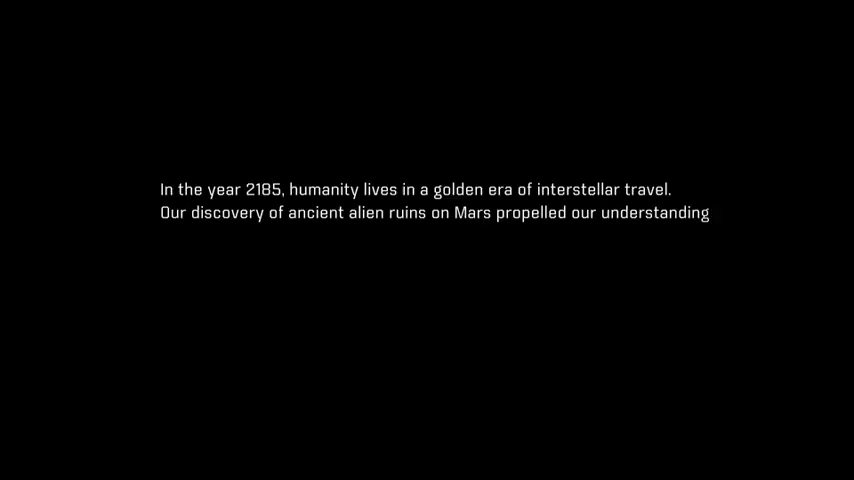 In the year 2185, humanity lives in a golden era of interstellar travel.
Our discovery of ancient alien ruins on Mars propelled our understanding